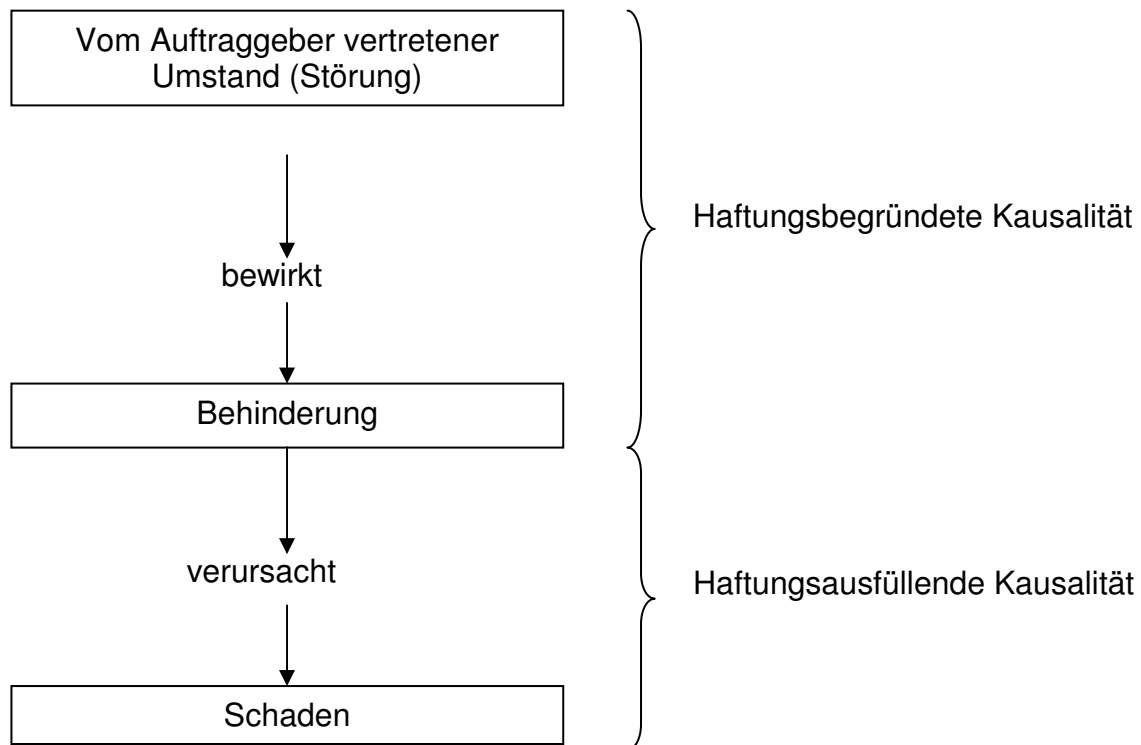 Vom Auftraggeber vertretener
Umstand (Störung)
Haftungsbegründete Kausalität
bewirkt
Behinderung
verursacht
Haftungsausfüllende Kausalität
Schaden